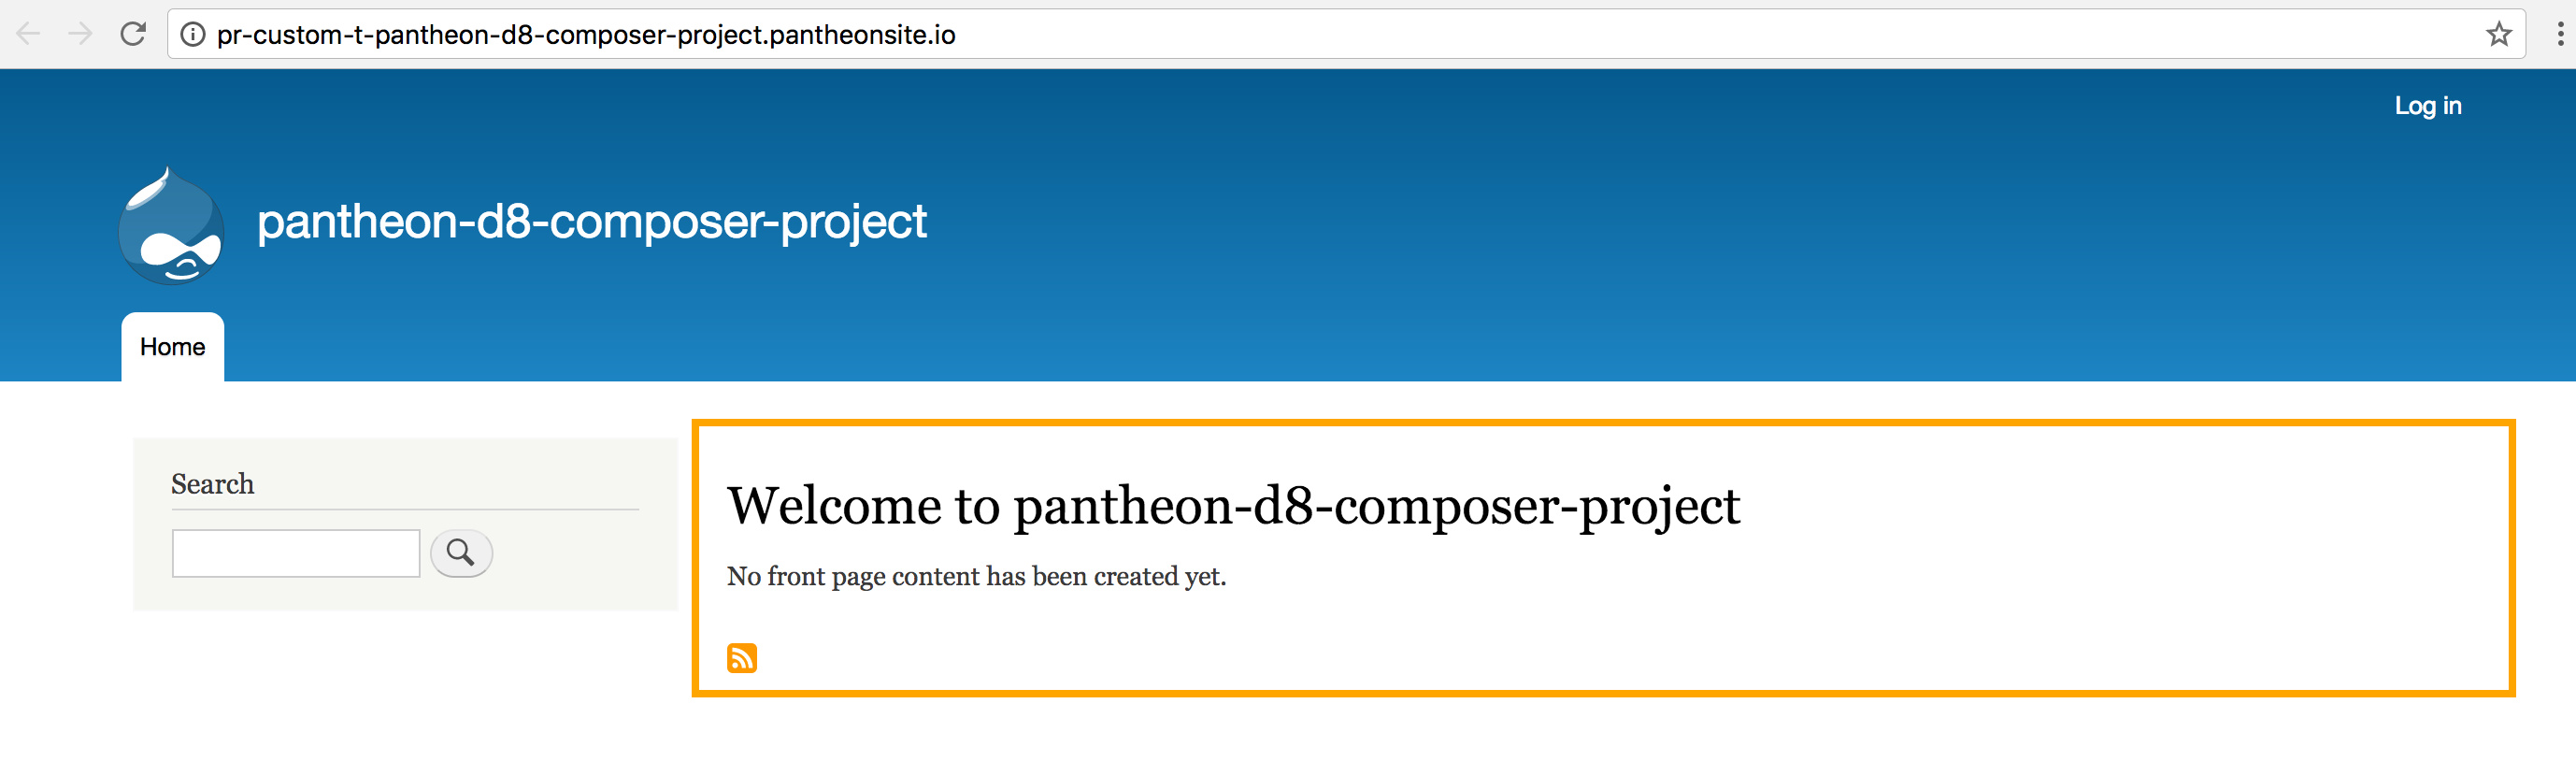 pr-custom-t-pantheon-d8-composer-project.pantheonsite.io
Log in
pantheon-d8-composer-project
Home
Search
Welcome to pantheon-d8-composer-project
No front page content has been created yet.